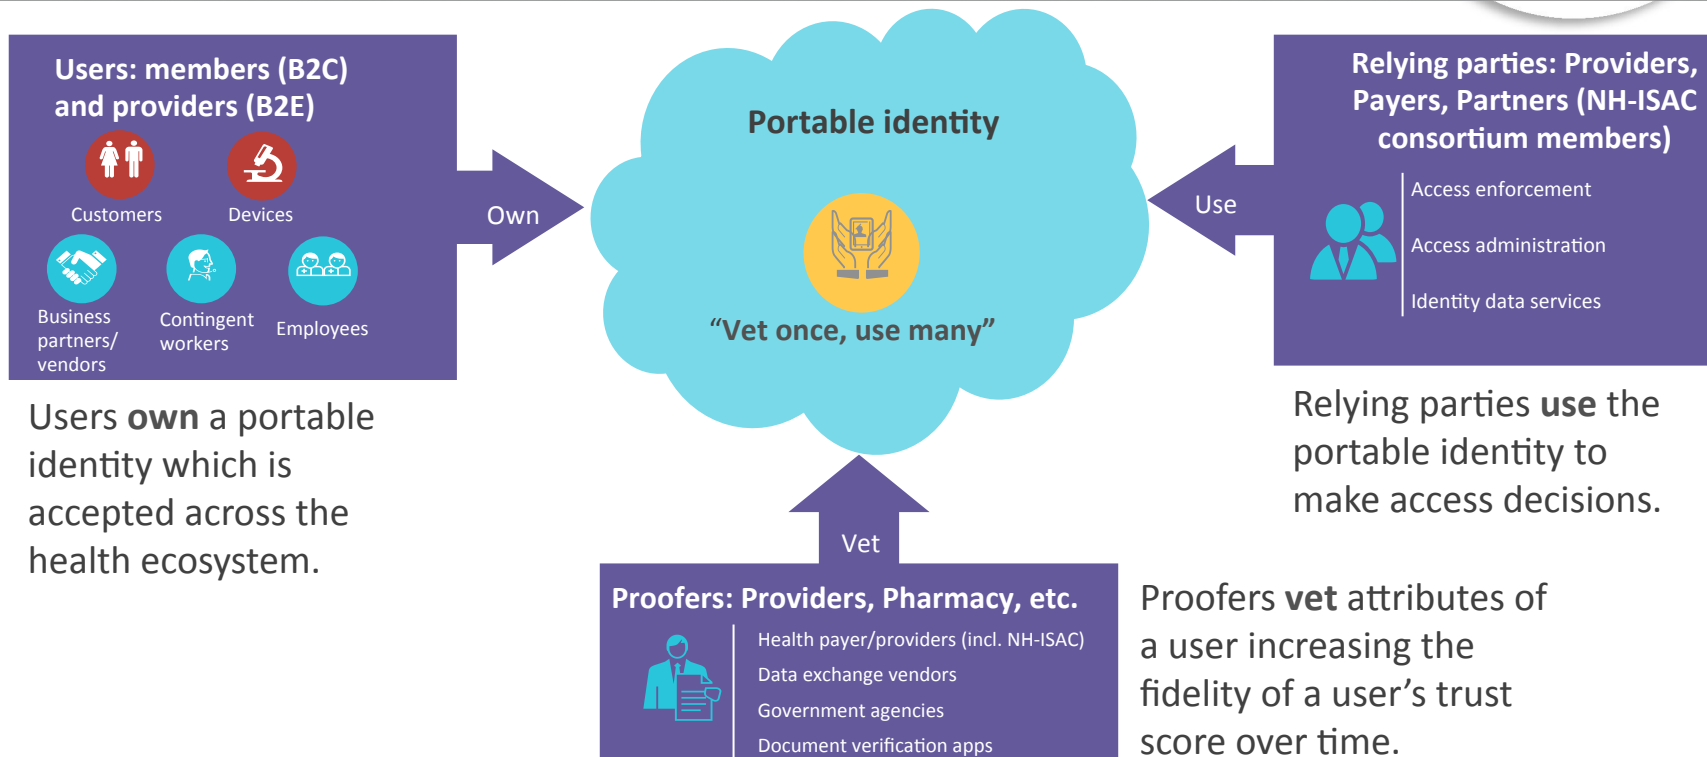 Users: members (B2C)
and providers (B2E)
Customers
Devices
Business
partners/
vendors
Contingent
workers
Employees
Own
Users own a portable
identity which is
accepted across the
health ecosystem.
Portable identity
“Vet once, use many”
Vet
Proofers: Providers, Pharmacy, etc.
Health payer/providers (incl. NH-ISAC)
Data exchange vendors
Government agencies
Document verification apps
Use
Relying parties: Providers,
Payers, Partners (NH-ISAC
consortium members)
Access enforcement
Access administration
Identity data services
Relying parties use the
portable identity to
make access decisions.
Proofers vet attributes of
a user increasing the
fidelity of a user’s trust
score over time.